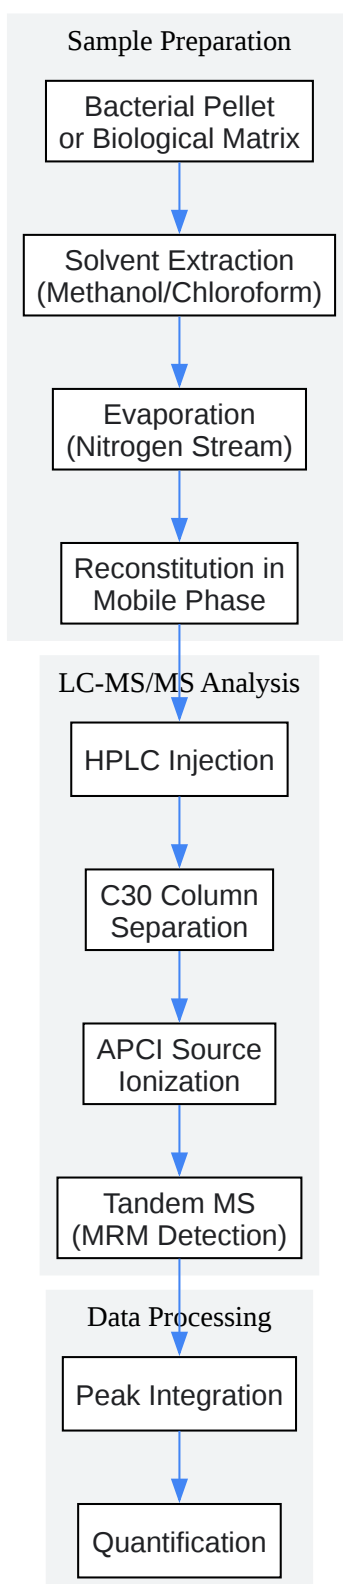 Sample Preparation
Bacterial Pellet
or Biological Matrix
Solvent Extraction
(Methanol/Chloroform)
Evaporation
(Nitrogen Stream)
Reconstitution in
Mobile Phase
LC-MS/MS Analysis
HPLC Injection
C30 Column
Separation
APCI Source
Ionization
Tandem MS
(MRM Detection)
Data Processing
Peak Integration
Quantification